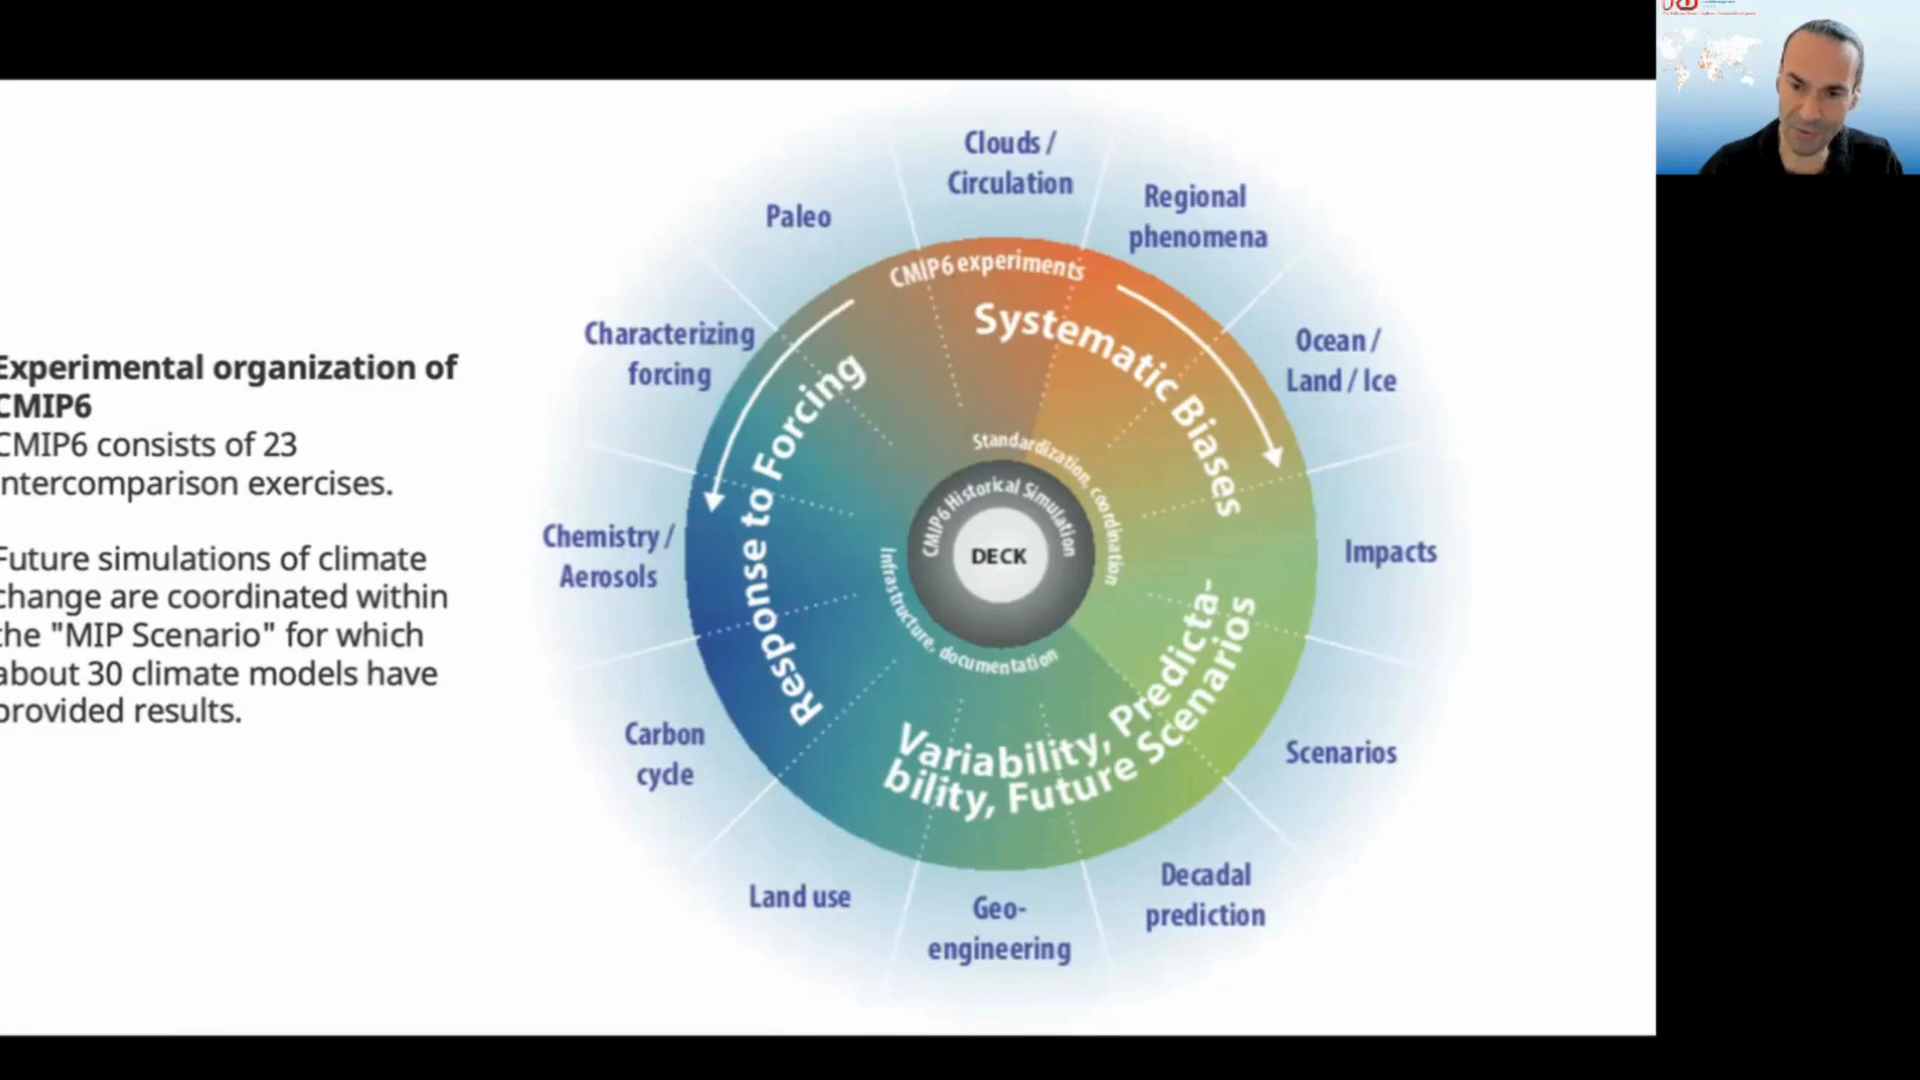 Experimental organization of
CMIP6
CMIP6 consists of 23
intercomparison exercises.
Future simulations of climate
change are coordinated within
the "MIP Scenario" for which
about 30 climate models have
provided results.
Clouds /
Circulation
Regional
phenomena
Ocean /
Land / Ice
Impacts
Scenarios
Decadal
prediction
Geo-
engineering
Land use
Carbon
cycle
Chemistry /
Aerosols
Characterizing
forcing
Paleo
CMIP6 experiments
Systematic Biases
Response to Forcing
Variability, Predicta-
bility, Future Scenarios
Standardization, coordination
Infrastructure, documentation
CMIP6 Historical Simulation
DECK